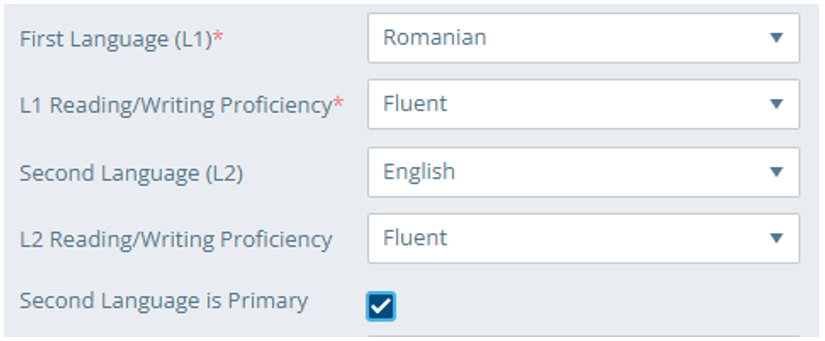 First Language (L1)* Romanian
L1 Reading/Writing Proficiency* Fluent
Second Language (L2) English
L2 Reading/Writing Proficiency Fluent
Second Language is Primary